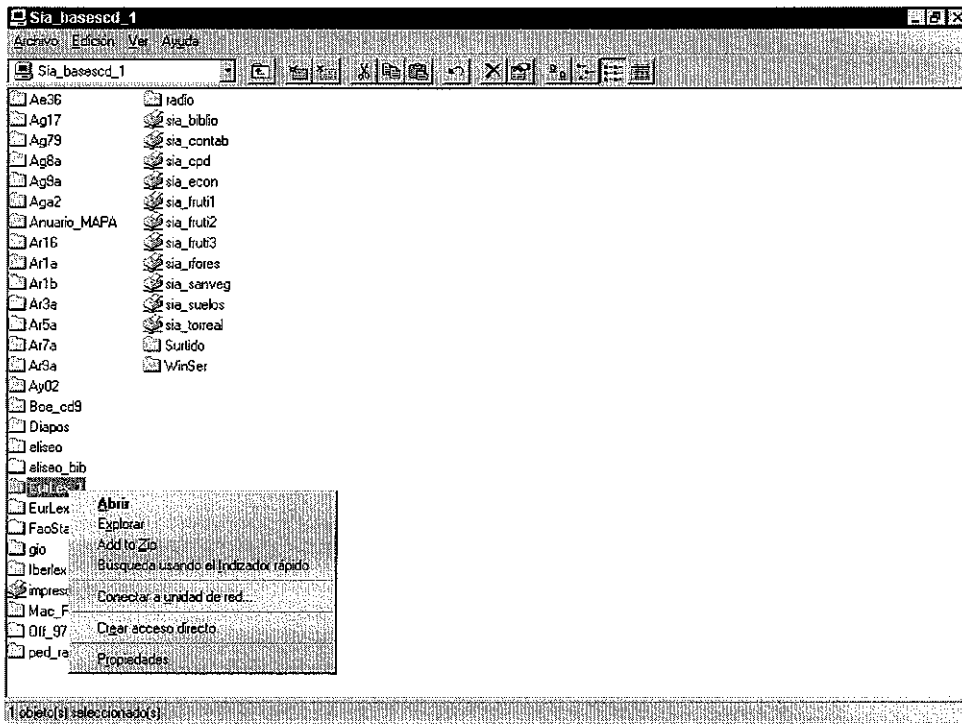 Sia_basescd_1
Archivo Edición Ver Ayuda
Sia_basescd_1
Ae36
Ag17
Ag79
Ag8a
Ag9a
Aga2
Anuario_MAPA
Ar16
Ar1a
Ar1b
Ar3a
Ar5a
Ar7a
Ar9a
Ay02
Boe_cd9
Diapos
eliseo
eliseo_bib
EurLex
FaoSta
gio
Iberlex
impreso
Mac_F
Off_97
ped_ra
radio
sia_biblio
sia_contab
sia_cpd
sia_econ
sia_fruti1
sia_fruti2
sia_fruti3
sia_rfores
sia_sanveg
sia_suelos
sia_torreal
Surtido
WinSer
Abrir
Explorar
Add to Zip
Búsqueda usando el Indizador rápido
Conectar a unidad de red...
Crear acceso directo
Propiedades
1 objeto(s) seleccionado(s)